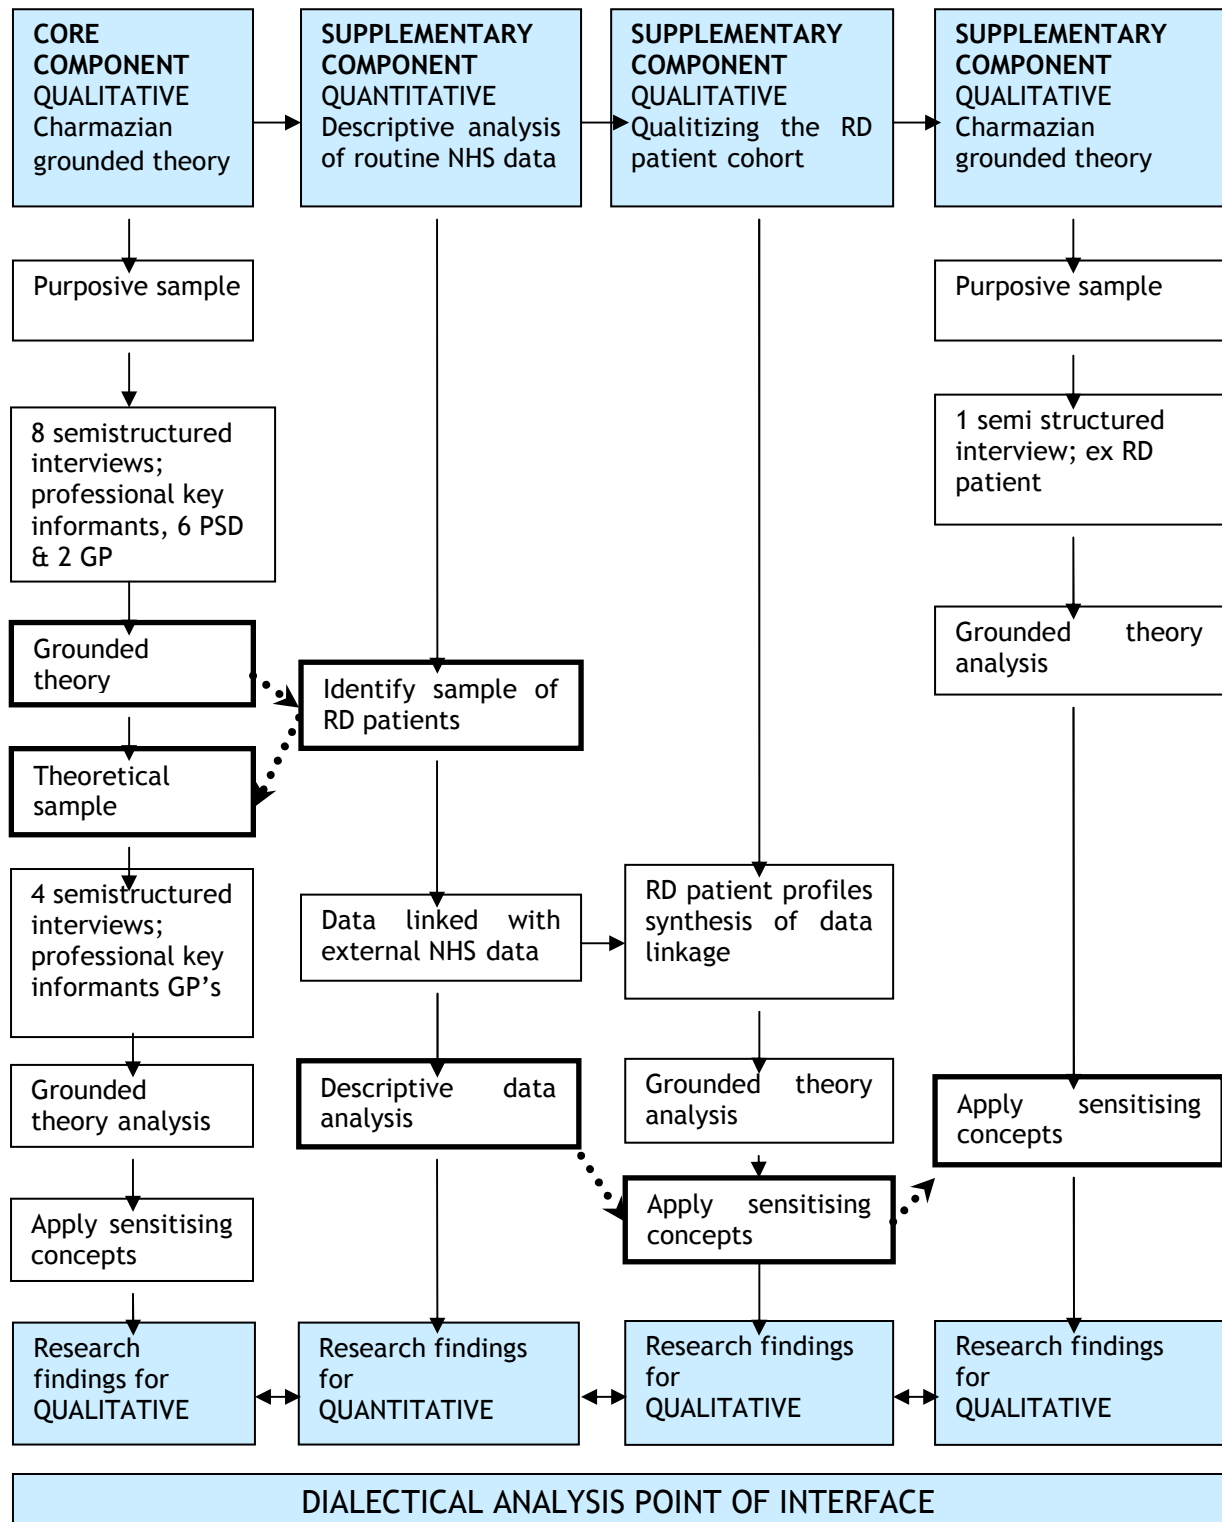 CORE
COMPONENT
QUALITATIVE
Charmazian
grounded theory
SUPPLEMENTARY
COMPONENT
QUANTITATIVE
Descriptive analysis
of routine NHS data
SUPPLEMENTARY
COMPONENT
QUALITATIVE
Qualitizing the RD
patient cohort
SUPPLEMENTARY
COMPONENT
QUALITATIVE
Charmazian
grounded theory
Purposive sample
Purposive sample
8 semistructured
interviews;
professional key
informants, 6 PSD
& 2 GP
1 semi structured
interview; ex RD
patient
Grounded
theory
Identify sample of
RD patients
Grounded theory
analysis
Theoretical
sample
4 semistructured
interviews;
professional key
informants GP's
Data linked with
external NHS data
RD patient profiles
synthesis of data
linkage
Grounded
theory analysis
Descriptive data
analysis
Grounded theory
analysis
Apply sensitising
concepts
Apply sensitising
concepts
Apply sensitising
concepts
Research
findings for
QUALITATIVE
Research findings
for
QUANTITATIVE
Research findings
for
QUALITATIVE
Research findings
for
QUALITATIVE
DIALECTICAL ANALYSIS POINT OF INTERFACE